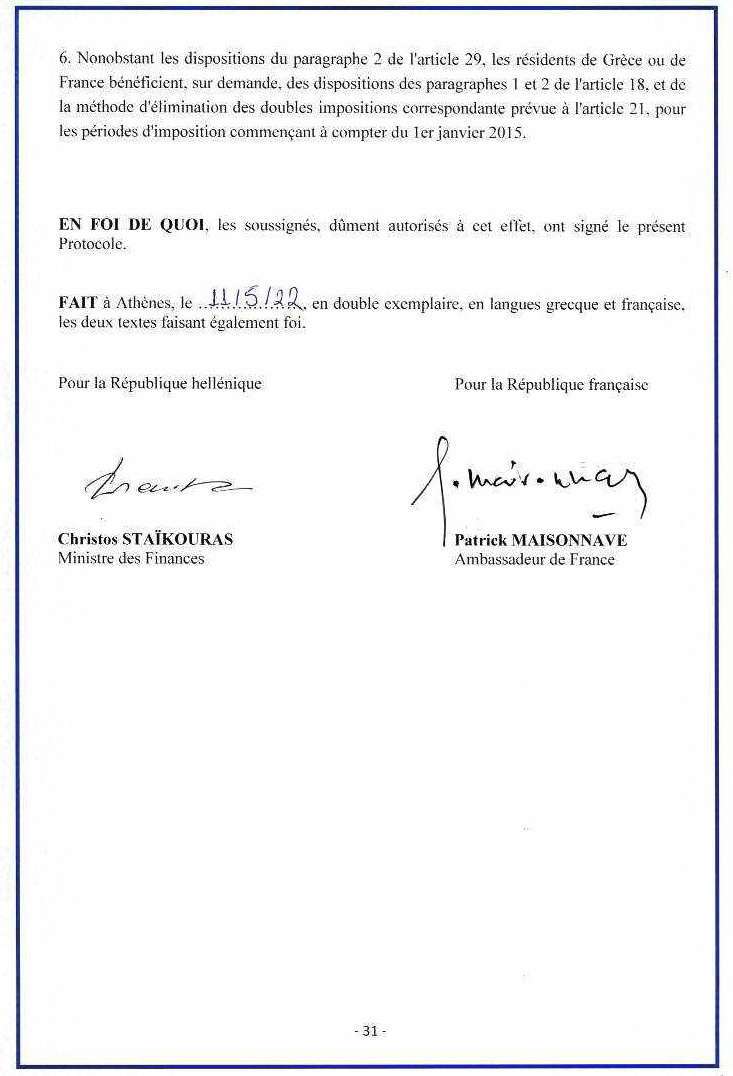 6. Nonobstant les dispositions du paragraphe 2 de l'article 29, les résidents de Grèce ou de
France bénéficient, sur demande, des dispositions des paragraphes 1 et 2 de l'article 18, et de
la méthode d'élimination des doubles impositions correspondante prévue à l'article 21, pour
les périodes d'imposition commençant à compter du 1er janvier 2015.
EN FOI DE QUOI, les soussignés, dûment autorisés à cet effet, ont signé le présent
Protocole.
FAIT à Athènes, le ..11/5/22, en double exemplaire, en langues grecque et française,
les deux textes faisant également foi.
Pour la République hellénique
Pour la République française
Christos STAÏKOURAS
Ministre des Finances
Patrick MAISONNAVE
Ambassadeur de France
- 31 -